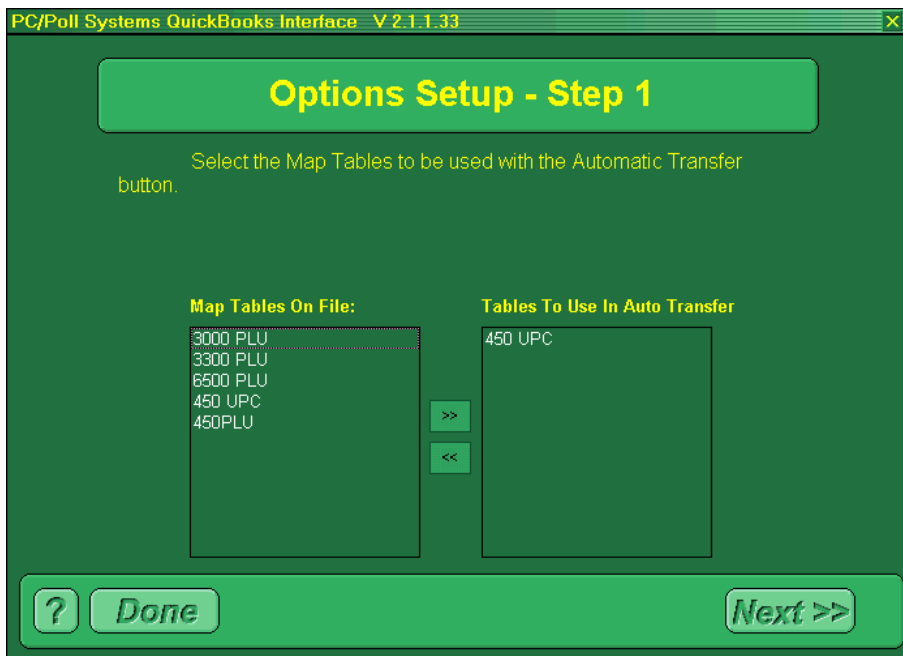 PC/Poll Systems QuickBooks Interface V 2.1.1.33
Options Setup - Step 1
Select the Map Tables to be used with the Automatic Transfer
button.
Map Tables On File:
3000 PLU
3300 PLU
6500 PLU
450 UPC
450PLU
>>
<<
Tables To Use In Auto Transfer
450 UPC
?
Done
Next >>